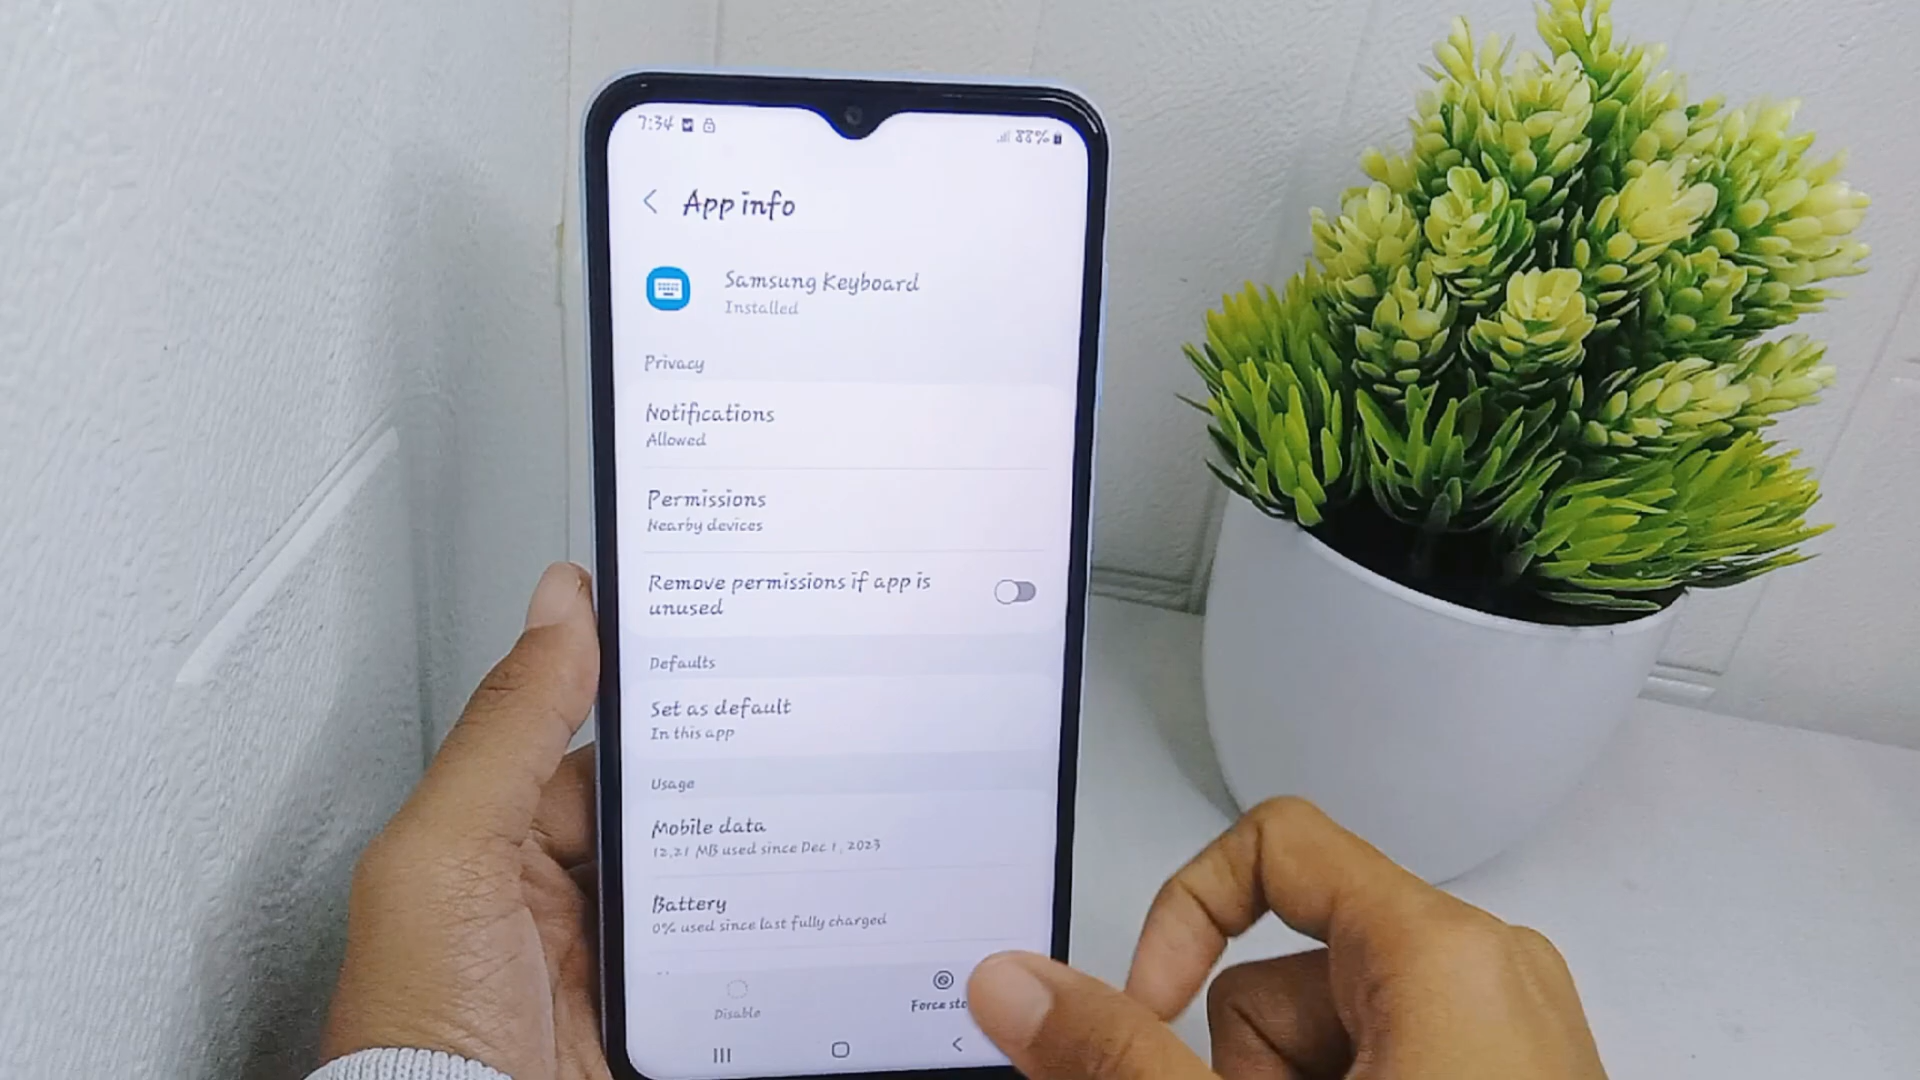 7:34
88%
App info
Samsung Keyboard
Installed
Privacy
Notifications
Allowed
Permissions
Nearby devices
Remove permissions if app is
unused
Defaults
Set as default
In this app
Usage
Mobile data
12,21 MB used since Dec 1, 2023
Battery
0% used since last fully charged
Disable
Force sto